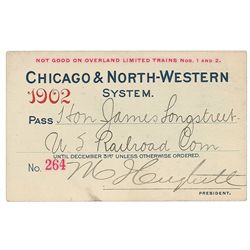 NOT GOOD ON OVERLAND LIMITED TRAINS NOS. 1 AND 2.
CHICAGO & NORTH-WESTERN
1902 SYSTEM.
PASS Hon James Longstreet
U S Railroad Com
UNTIL DECEMBER 31ST UNLESS OTHERWISE ORDERED.
No. 264 M Hughitt
PRESIDENT.